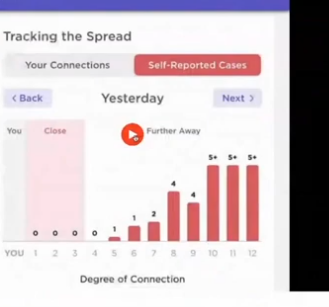 Tracking the Spread
Your Connections Self-Reported Cases
< Back Yesterday Next >
You Close Further Away
5+ 5+ 5+
4
4
2
1
1
0 0 0 0
YOU 1 2 3 4 5 6 7 8 9 10 11 12
Degree of Connection